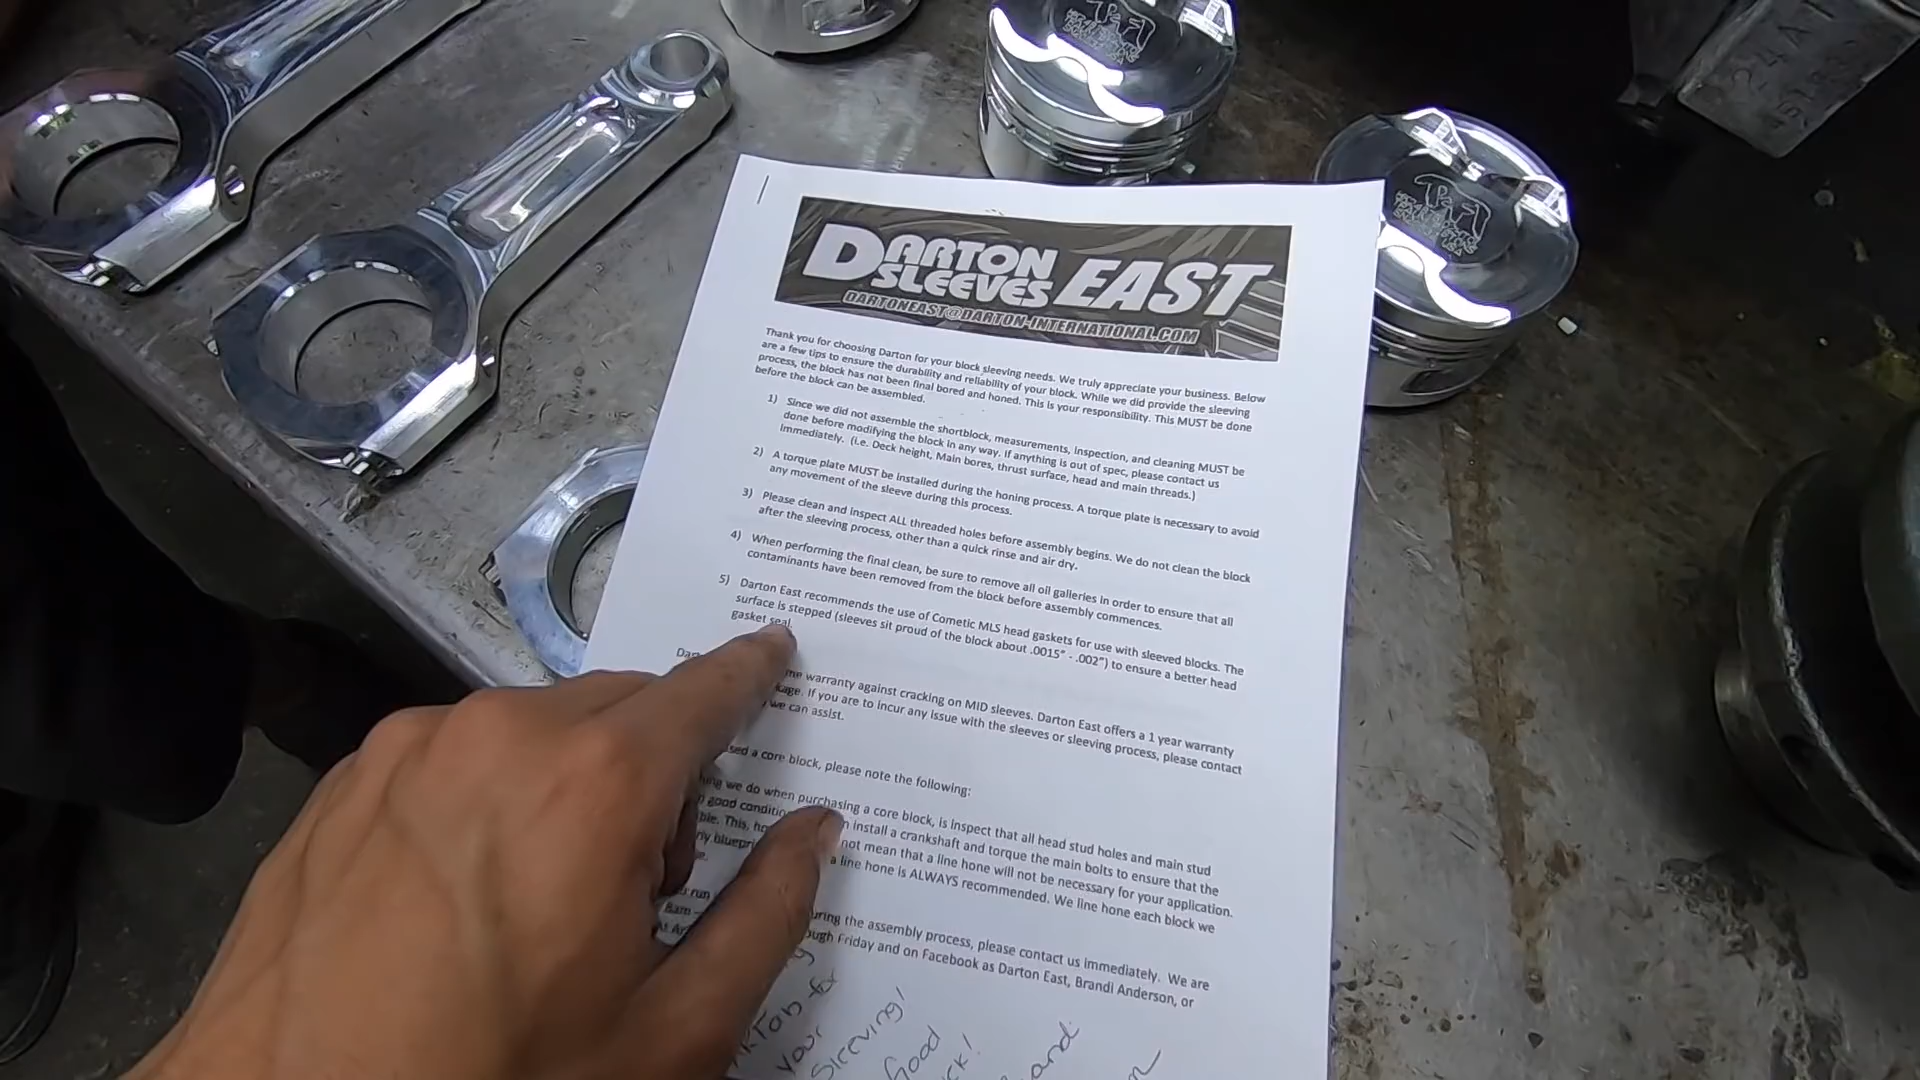 DARTON
SLEEVES EAST
DARTONEAST@DARTON-INTERNATIONAL.COM
Thank you for choosing Darton for your block sleeving needs. We truly appreciate your business. Below
are a few tips to ensure the durability and reliability of your block. While we did provide the sleeving
process, the block has not been final bored and honed. This is your responsibility. This MUST be done
before the block can be assembled.
1) Since we did not assemble the shortblock, measurements, inspection, and cleaning MUST be
done before modifying the block in any way. If anything is out of spec, please contact us
immediately. (i.e. Deck height, Main bores, thrust surface, head and main threads.)
2) A torque plate MUST be installed during the honing process. A torque plate is necessary to avoid
any movement of the sleeve during this process.
3) Please clean and inspect ALL threaded holes before assembly begins. We do not clean the block
after the sleeving process, other than a quick rinse and air dry.
4) When performing the final clean, be sure to remove all oil galleries in order to ensure that all
contaminants have been removed from the block before assembly commences.
5) Darton East recommends the use of Cometic MLS head gaskets for use with sleeved blocks. The
surface is stepped (sleeves sit proud of the block about .0015" - .002") to ensure a better head
gasket seal.
warranty against cracking on MID sleeves. Darton East offers a 1 year warranty
If you are to incur any issue with the sleeves or sleeving process, please contact
we can assist.
a core block, please note the following:
we do when purchasing a core block, is inspect that all head stud holes and main stud
good install a crankshaft and torque the main bolts to ensure that the
This, not mean that a line hone will not be necessary for your application.
a line hone is ALWAYS recommended. We line hone each block we
run
8am during the assembly process, please contact us immediately. We are
through Friday and on Facebook as Darton East, Brandi Anderson, or
for
your
Sleeving!
Good